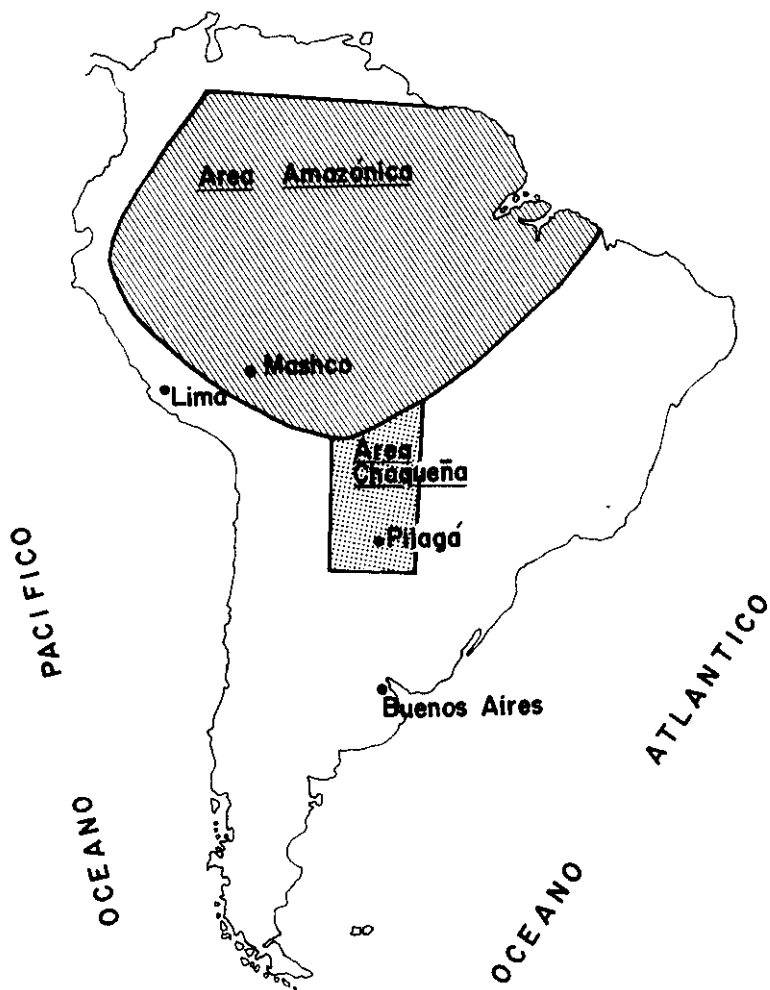 Area Amazónica
Mashco
Lima
Area
Chaqueña
Pilagá
Buenos Aires
OCEANO PACIFICO
OCEANO ATLANTICO